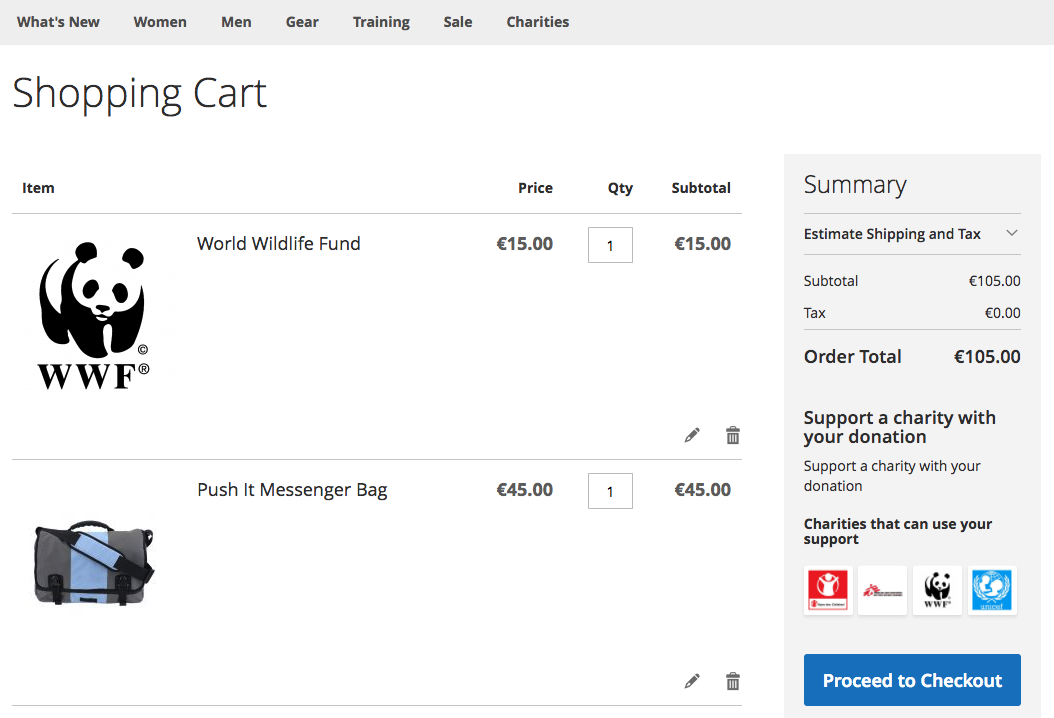 What's New Women Men Gear Training Sale Charities
Shopping Cart
Item Price Qty Subtotal
World Wildlife Fund €15.00 1 €15.00
©
WWF®
Push It Messenger Bag €45.00 1 €45.00
Summary
Estimate Shipping and Tax
Subtotal €105.00
Tax €0.00
Order Total €105.00
Support a charity with
your donation
Support a charity with your
donation
Charities that can use your
support
Save the Children
WWF
unicef
Proceed to Checkout